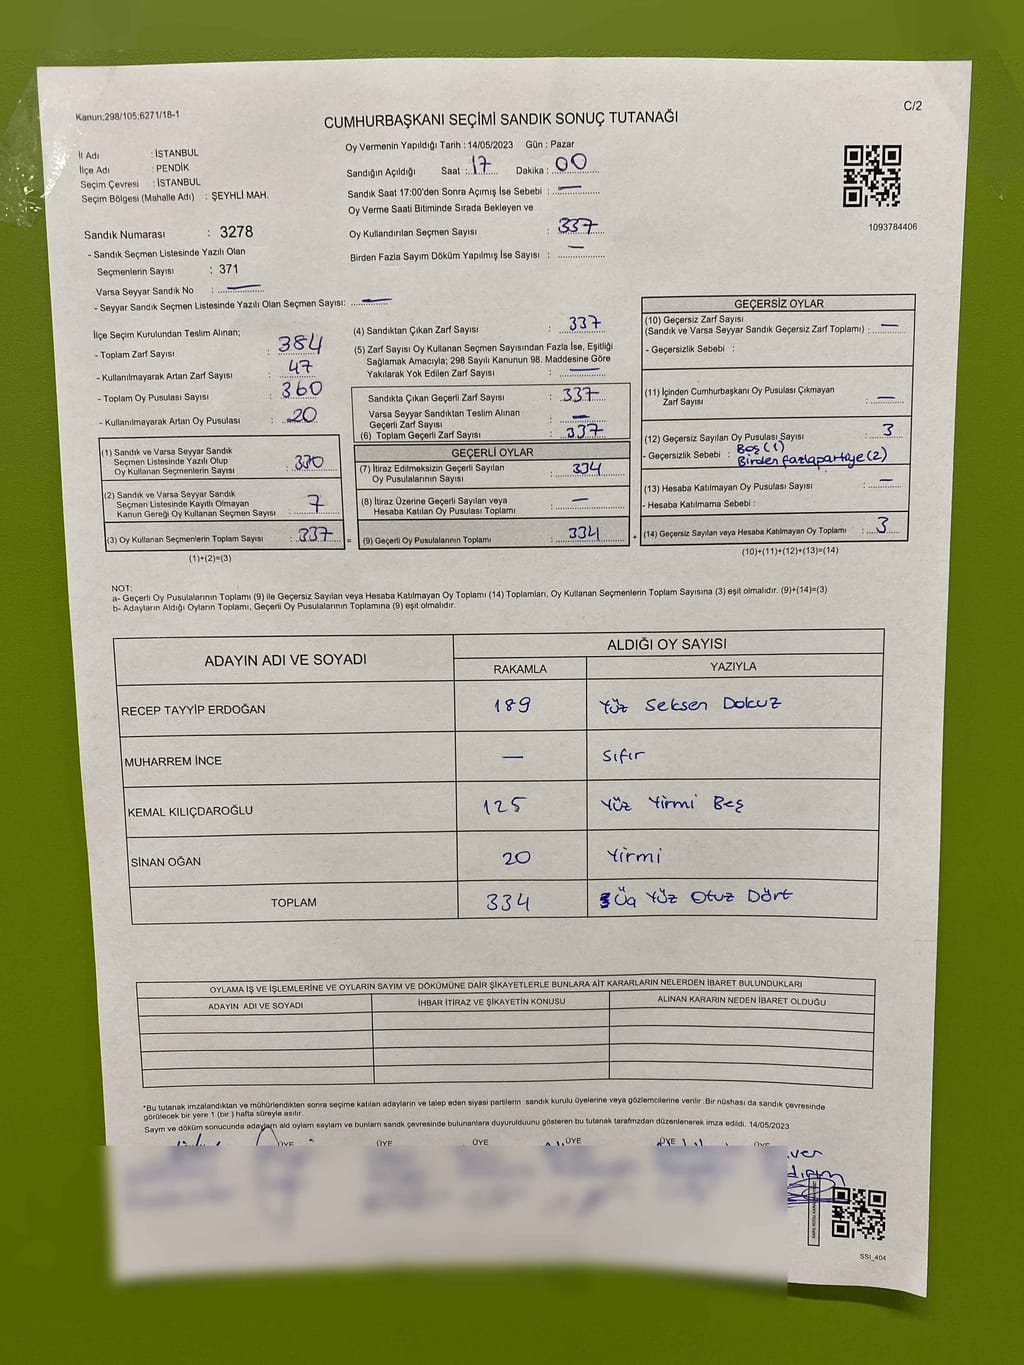 Kanun:298/105;6271/18-1
C/2
CUMHURBAŞKANI SEÇİMİ SANDIK SONUÇ TUTANAĞI
İl Adı : İSTANBUL
İlçe Adı : PENDİK
Seçim Çevresi : İSTANBUL
Seçim Bölgesi (Mahalle Adı) : ŞEYHLİ MAH.
Sandık Numarası : 3278
- Sandık Seçmen Listesinde Yazılı Olan
Seçmenlerin Sayısı : 371
Varsa Seyyar Sandık No : —
- Seyyar Sandık Seçmen Listesinde Yazılı Olan Seçmen Sayısı: —
Oy Vermenin Yapıldığı Tarih : 14/05/2023 Gün : Pazar
Sandığın Açıldığı Saat : 17 Dakika : 00
Sandık Saat 17:00'den Sonra Açımış İse Sebebi : —
Oy Verme Saati Bitiminde Sırada Bekleyen ve
Oy Kullandırılan Seçmen Sayısı : 337
Birden Fazla Sayım Döküm Yapılmış İse Sayısı : —
1093784406
İlçe Seçim Kurulundan Teslim Alınan;
- Toplam Zarf Sayısı : 384
- Kullanılmayarak Artan Zarf Sayısı : 47
- Toplam Oy Pusulası Sayısı : 360
- Kullanılmayarak Artan Oy Pusulası : 20
(1) Sandık ve Varsa Seyyar Sandık
Seçmen Listesinde Yazılı Olup
Oy Kullanan Seçmenlerin Sayısı : 330
(2) Sandık ve Varsa Seyyar Sandık
Seçmen Listesinde Kayıtlı Olmayan
Kanun Gereği Oy Kullanan Seçmen Sayısı : 7
(3) Oy Kullanan Seçmenlerin Toplam Sayısı : 337 =
(1)+(2)=(3)
(4) Sandıktan Çıkan Zarf Sayısı : 337
(5) Zarf Sayısı Oy Kullanan Seçmen Sayısından Fazla İse, Eşitliği
Sağlamak Amacıyla; 298 Sayılı Kanunun 98. Maddesine Göre
Yakılarak Yok Edilen Zarf Sayısı : —
Sandıkta Çıkan Geçerli Zarf Sayısı : 337
Varsa Seyyar Sandıktan Teslim Alınan
Geçerli Zarf Sayısı : —
(6) Toplam Geçerli Zarf Sayısı : 337
GEÇERLİ OYLAR
(7) İtiraz Edilmeksizin Geçerli Sayılan
Oy Pusulalarının Sayısı : 334
(8) İtiraz Üzerine Geçerli Sayılan veya
Hesaba Katılan Oy Pusulası Toplamı : —
(9) Geçerli Oy Pusulalarının Toplamı : 334 +
GEÇERSİZ OYLAR
(10) Geçersiz Zarf Sayısı
(Sandık ve Varsa Seyyar Sandık Geçersiz Zarf Toplamı) : —
- Geçersizlik Sebebi :
(11) İçinden Cumhurbaşkanı Oy Pusulası Çıkmayan
Zarf Sayısı : —
(12) Geçersiz Sayılan Oy Pusulası Sayısı : 3
- Geçersizlik Sebebi : Boş (1)
Birden fazla partiye (2)
(13) Hesaba Katılmayan Oy Pusulası Sayısı : —
- Hesaba Katılmama Sebebi :
(14) Geçersiz Sayılan veya Hesaba Katılmayan Oy Toplamı : 3
(10)+(11)+(12)+(13)=(14)
NOT:
a- Geçerli Oy Pusulalarının Toplamı (9) ile Geçersiz Sayılan veya Hesaba Katılmayan Oy Toplamı (14) Toplamları, Oy Kullanan Seçmenlerin Toplam Sayısına (3) eşit olmalıdır. (9)+(14)=(3)
b- Adayların Aldığı Oyların Toplamı, Geçerli Oy Pusulalarının Toplamına (9) eşit olmalıdır.
ADAYIN ADI VE SOYADI
ALDIĞI OY SAYISI
RAKAMLA YAZIYLA
RECEP TAYYİP ERDOĞAN 189 Yüz Seksen Dokuz
MUHARREM İNCE — Sıfır
KEMAL KILIÇDAROĞLU 125 Yüz Yirmi Beş
SİNAN OĞAN 20 Yirmi
TOPLAM 334 Üç Yüz Otuz Dört
OYLAMA İŞ VE İŞLEMLERİNE VE OYLARIN SAYIM VE DÖKÜMÜNE DAİR ŞİKAYETLERLE BUNLARA AİT KARARLARIN NELERDEN İBARET BULUNDUKLARI
ADAYIN ADI VE SOYADI İHBAR İTİRAZ VE ŞİKAYETİN KONUSU ALINAN KARARIN NEDEN İBARET OLDUĞU
*Bu tutanak imzalandıktan ve mühürlendikten sonra seçime katılan adayların ve talep eden siyasi partilerin sandık kurulu üyelerine veya gözlemcilerine verilir. Bir nüshası da sandık çevresinde
görülecek bir yere 1 (bir) hafta süreyle asılır.
Sayım ve döküm sonucunda adayların aldığı oyların sayısını ve bunların sandık çevresinde bulunanlara duyurulduğunu gösteren bu tutanak tarafımızdan düzenlenerek imza edildi. 14/05/2023
ÜYE ÜYE ÜYE ÜYE ÜYE ÜYE
SSI_404